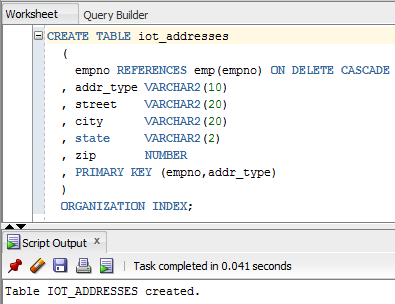 Worksheet Query Builder
CREATE TABLE iot_addresses
(
empno REFERENCES emp(empno) ON DELETE CASCADE
, addr_type VARCHAR2(10)
, street VARCHAR2(20)
, city VARCHAR2(20)
, state VARCHAR2(2)
, zip NUMBER
, PRIMARY KEY (empno,addr_type)
)
ORGANIZATION INDEX;
Script Output x
Task completed in 0.041 seconds
Table IOT_ADDRESSES created.